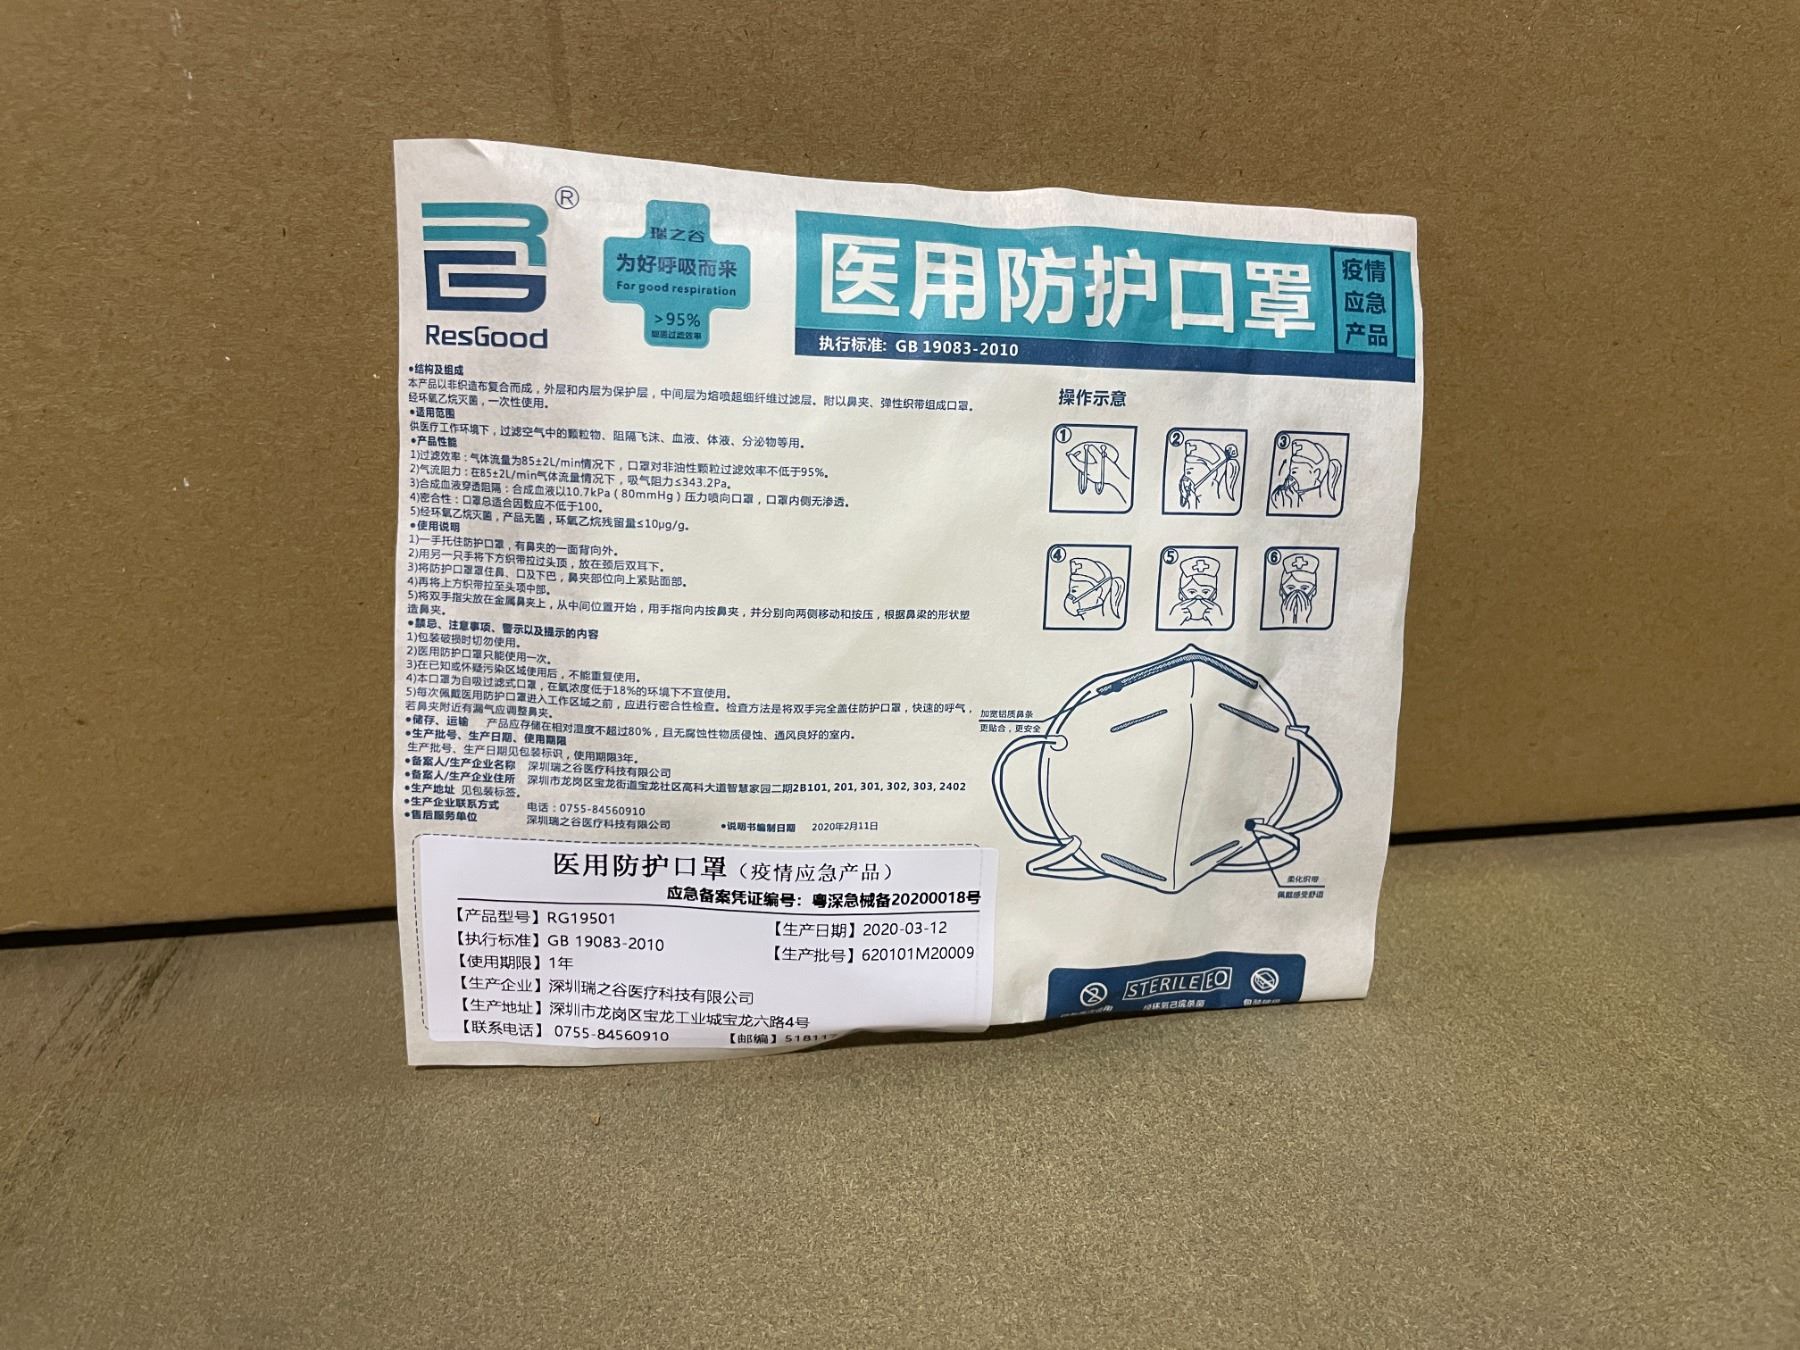 ®
ResGood
瑞之谷
为好呼吸而来
For good respiration
>95%
医用防护口罩
疫情
应急
产品
执行标准: GB 19083-2010
•结构及组成
本产品以非织造布复合而成，外层和内层为保护层，中间层为熔喷超细纤维过滤层。附以鼻夹、弹性织带组成口罩。
经环氧乙烷灭菌，一次性使用。
•适用范围
供医疗工作环境下，过滤空气中的颗粒物、阻隔飞沫、血液、体液、分泌物等用。
•产品性能
1)过滤效率：气体流量为85±2L/min情况下，口罩对非油性颗粒过滤效率不低于95%。
2)气流阻力：在85±2L/min气体流量情况下，吸气阻力≤343.2Pa。
3)合成血液穿透阻隔：合成血液以10.7kPa（80mmHg）压力喷向口罩，口罩内侧无渗透。
4)密合性：口罩总适合因数应不低于100。
5)经环氧乙烷灭菌，产品无菌，环氧乙烷残留量≤10μg/g。
•使用说明
1)一手托住防护口罩，有鼻夹的一面背向外。
2)用另一只手将下方织带拉过头顶，放在颈后双耳下。
3)将防护口罩罩住鼻、口及下巴，鼻夹部位向上紧贴面部。
4)再将上方织带拉至头项中部。
5)将双手指尖放在金属鼻夹上，从中间位置开始，用手指向内按鼻夹，并分别向两侧移动和按压，根据鼻梁的形状塑
造鼻夹。
•禁忌、注意事项、警示以及提示的内容
1)包装破损时切勿使用。
2)医用防护口罩只能使用一次。
3)在已知或怀疑污染区域使用后，不能重复使用。
4)本口罩为自吸过滤式口罩，在氧浓度低于18%的环境下不宜使用。
5)每次佩戴医用防护口罩进入工作区域之前，应进行密合性检查。检查方法是将双手完全盖住防护口罩，快速的呼气，
若鼻夹附近有漏气应调整鼻夹。
•储存、运输 产品应存储在相对湿度不超过80%，且无腐蚀性物质侵蚀、通风良好的室内。
•生产批号、生产日期、使用期限
生产批号、生产日期见包装标识，使用期限3年。
•备案人/生产企业名称 深圳瑞之谷医疗科技有限公司
•备案人/生产企业住所 深圳市龙岗区宝龙街道宝龙社区高科大道智慧家园二期2B101, 201, 301, 302, 303, 2402
•生产地址 见包装标签。
•生产企业联系方式 电话：0755-84560910
•售后服务单位 深圳瑞之谷医疗科技有限公司 •说明书编制日期 2020年2月11日
操作示意
①
②
③
④
⑤
⑥
加宽铝质鼻条
更贴合，更安全
柔化织带
佩戴感受舒适
医用防护口罩（疫情应急产品）
应急备案凭证编号：粤深急械备20200018号
【产品型号】RG19501
【生产日期】2020-03-12
【执行标准】GB 19083-2010
【生产批号】620101M20009
【使用期限】1年
【生产企业】深圳瑞之谷医疗科技有限公司
【生产地址】深圳市龙岗区宝龙工业城宝龙六路4号
【联系电话】0755-84560910
【邮编】51811
2
STERILE EO
经环氧乙烷灭菌